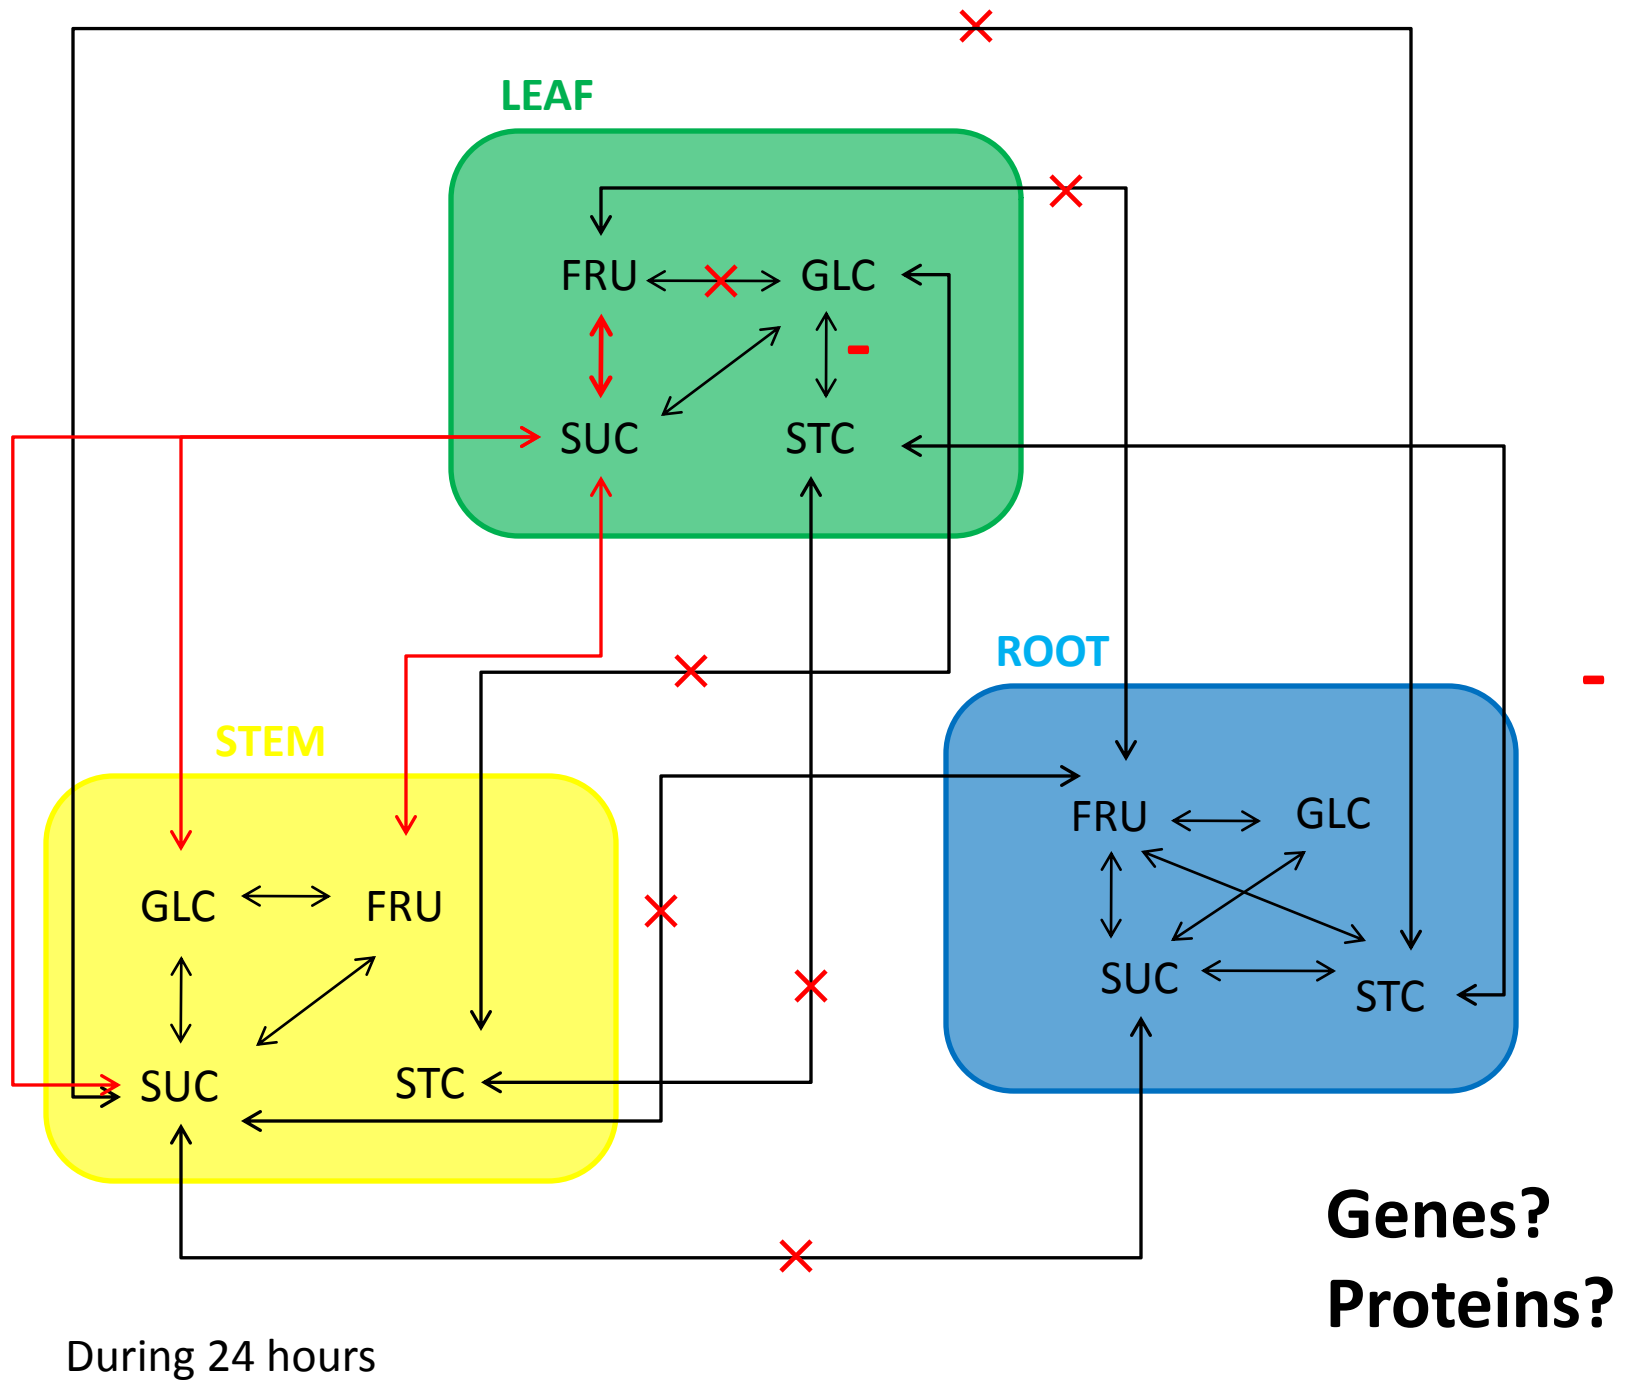 LEAF
FRU GLC
-
SUC STC
ROOT
-
STEM
FRU GLC
GLC FRU
SUC STC
SUC STC
Genes?
Proteins?
During 24 hours